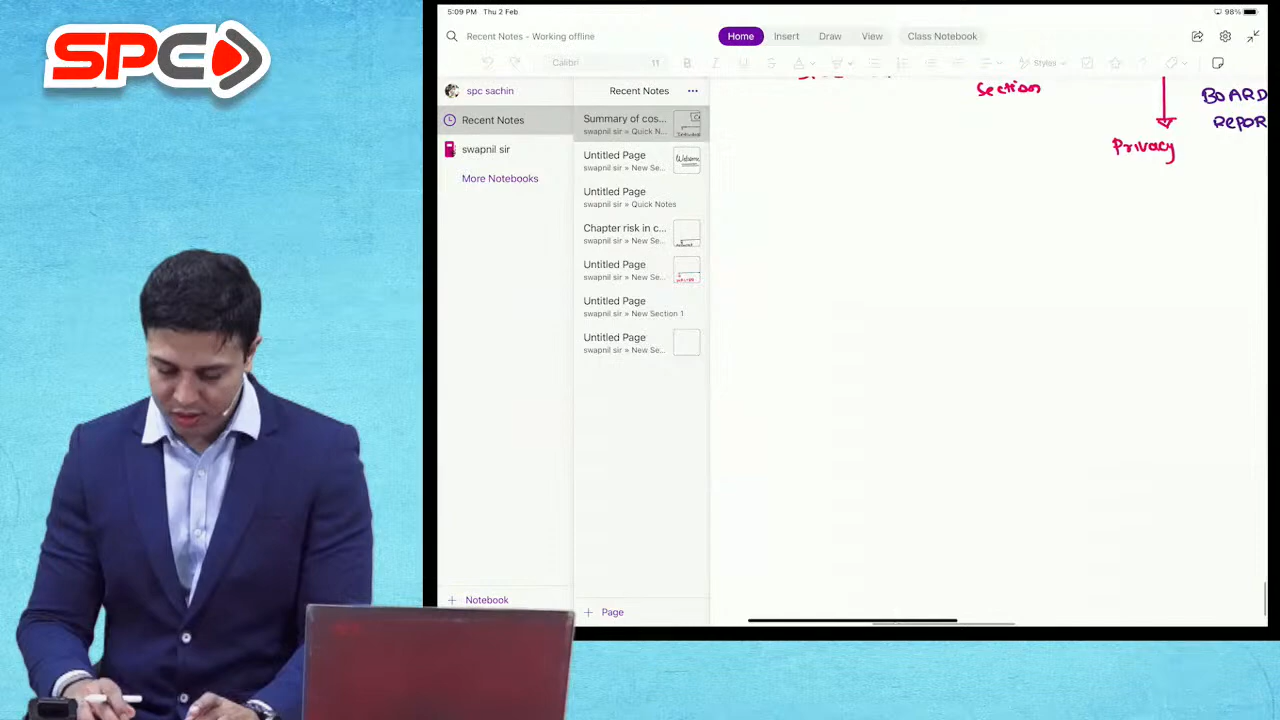 SPC
5:09 PM Thu 2 Feb
98%
Recent Notes - Working offline
Home
Insert
Draw
View
Class Notebook
Calibri
11
B
I
U
S
A
Styles
spc sachin
Recent Notes
swapnil sir
More Notebooks
Notebook
Recent Notes
Summary of cos...
swapnil sir » Quick N...
Untitled Page
swapnil sir » New Se...
Welcome
Untitled Page
swapnil sir » Quick Notes
Chapter risk in c...
swapnil sir » New Se...
Untitled Page
swapnil sir » New Se...
Untitled Page
swapnil sir » New Section 1
Untitled Page
swapnil sir » New Se...
Page
Section
BOARD
REPOR
Privacy